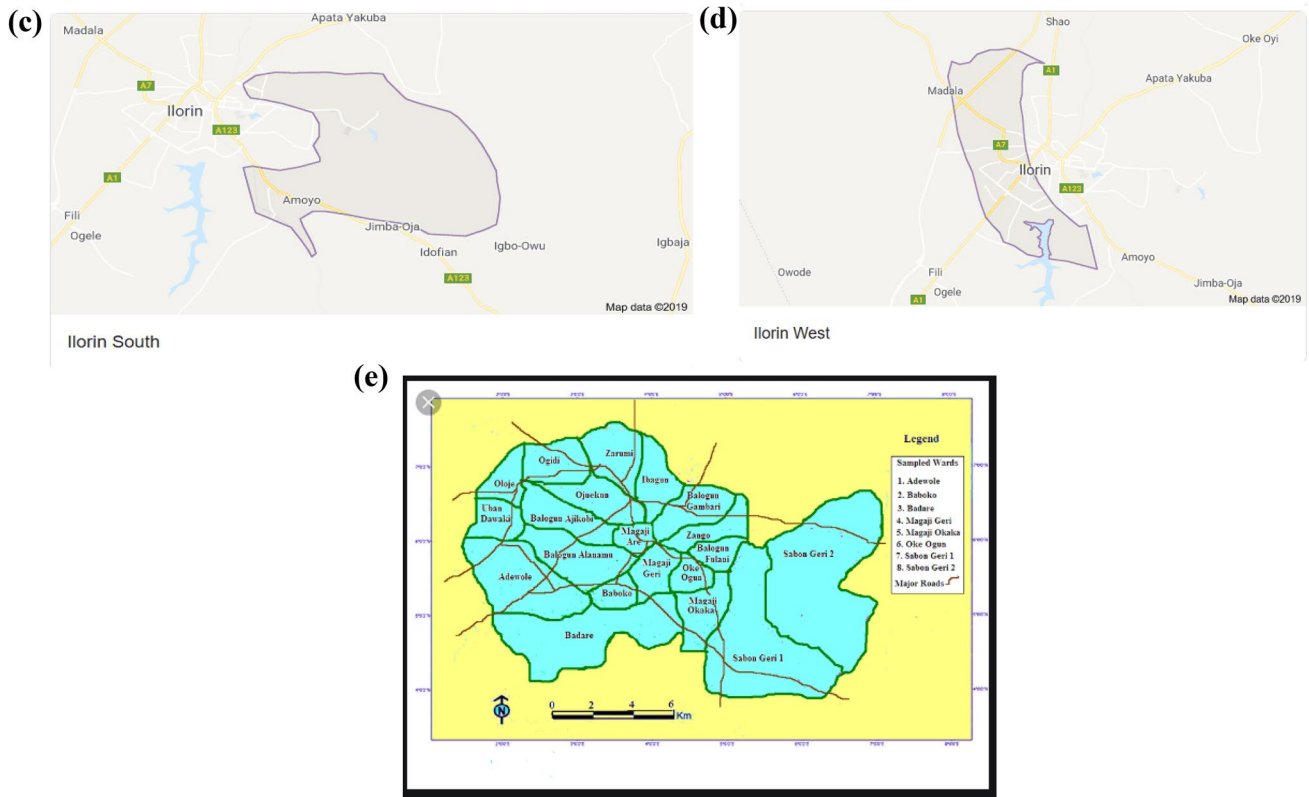 (c)
Apata Yakuba
Madala
A7
Ilorin
A123
A1
Amoyo
Fili
Jimba-Oja
Ogele
Idofian
Igbo-Owu
Igbaja
A123
Map data ©2019
Ilorin South
(d)
Shao
Oke Oyi
A1
Apata Yakuba
Madala
A7
Ilorin
A123
Amoyo
Owode
Fili
Jimba-Oja
Ogele
A1
Map data ©2019
Ilorin West
(e)
Legend
Sampled Wards
1. Adewole
2. Baboko
3. Badare
4. Magaji Geri
5. Magaji Okaka
6. Oke Ogun
7. Sabon Geri 1
8. Sabon Geri 2
Major Roads
Zarumi
Ogidi
Ibagun
Oloje
Ojuekun
Balogun
Gambari
Uban
Dawaki
Balogun Ajikobi
Magaji
Are
Zango
Balogun Alanamu
Balogun
Fulani
Sabon Geri 2
Magaji
Geri
Oke
Ogun
Adewole
Baboko
Magaji
Okaka
Badare
Sabon Geri 1
N
0 2 4 6
Km